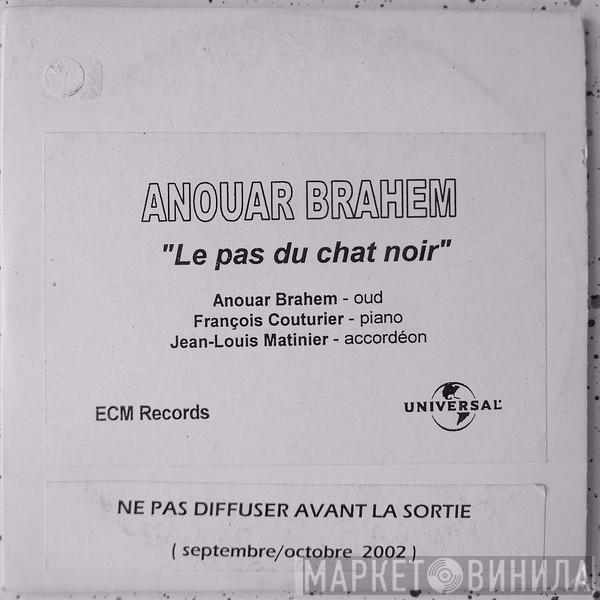 ANOUAR BRAHEM
"Le pas du chat noir"
Anouar Brahem - oud
François Couturier - piano
Jean-Louis Matinier - accordéon
ECM Records
UNIVERSAL
NE PAS DIFFUSER AVANT LA SORTIE
( septembre/octobre 2002 )
МАРКЕТ ВИНИЛА